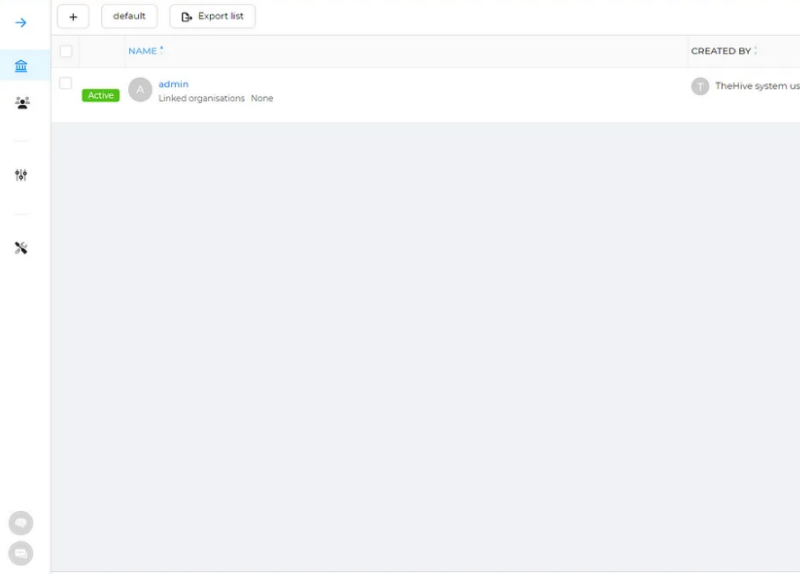 + default Export list
NAME CREATED BY
Active A admin T TheHive system us
Linked organisations None